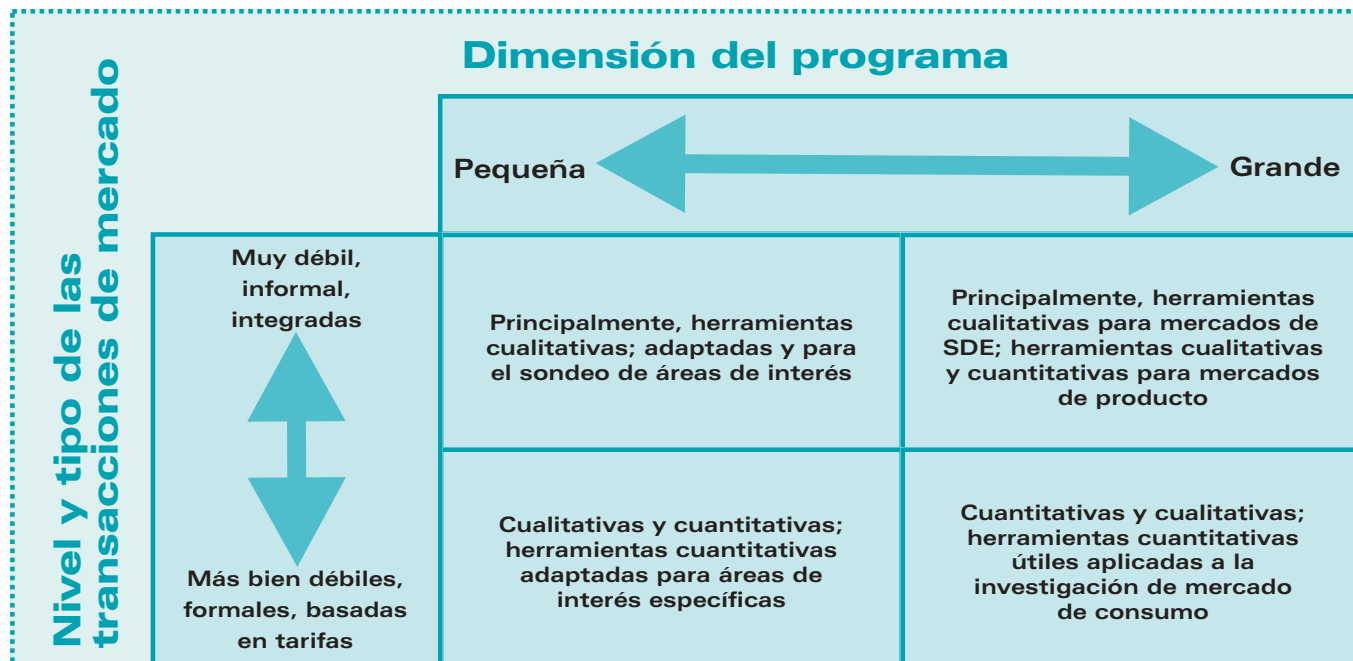 Dimensión del programa
Nivel y tipo de las
transacciones de mercado
Pequeña
Grande
Muy débil,
informal,
integradas
Más bien débiles,
formales, basadas
en tarifas
Principalmente, herramientas
cualitativas; adaptadas y para
el sondeo de áreas de interés
Principalmente, herramientas
cualitativas para mercados de
SDE; herramientas cualitativas
y cuantitativas para mercados
de producto
Cualitativas y cuantitativas;
herramientas cuantitativas
adaptadas para áreas de
interés específicas
Cuantitativas y cualitativas;
herramientas cuantitativas
útiles aplicadas a la
investigación de mercado
de consumo